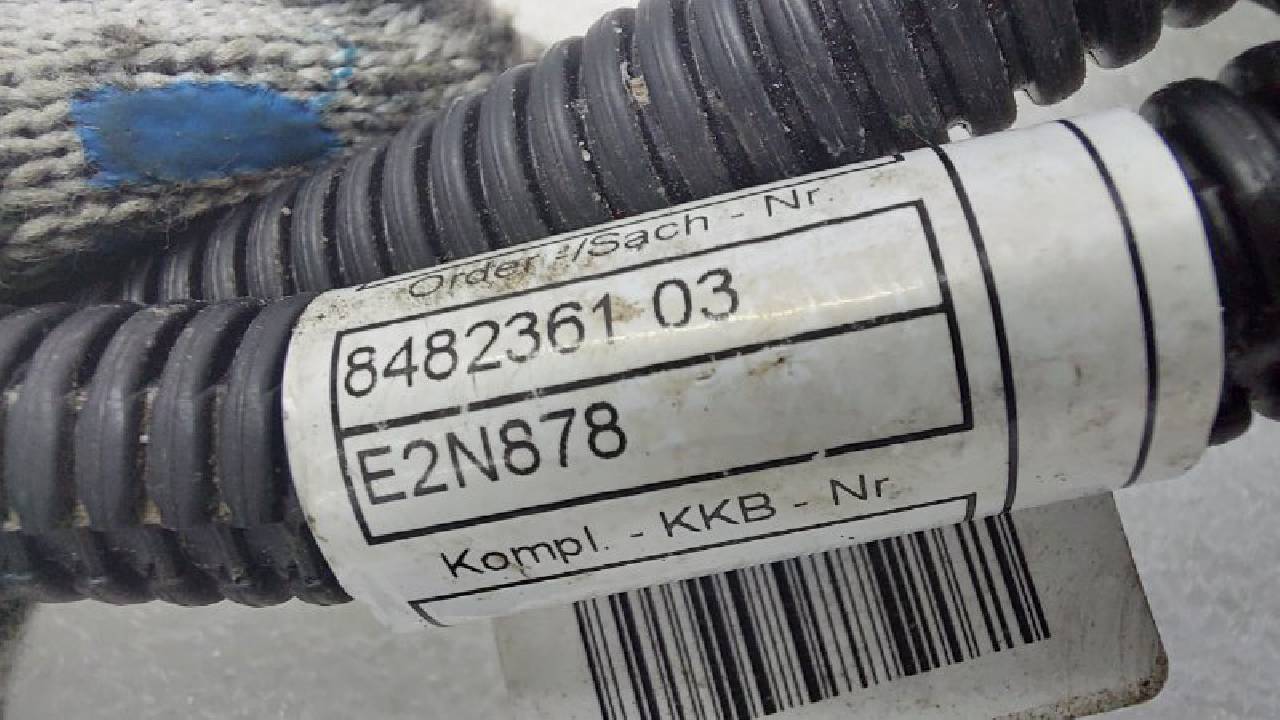 Order :/Sach - Nr.
8482361 03
E2N878
Kompl. - KKB - Nr